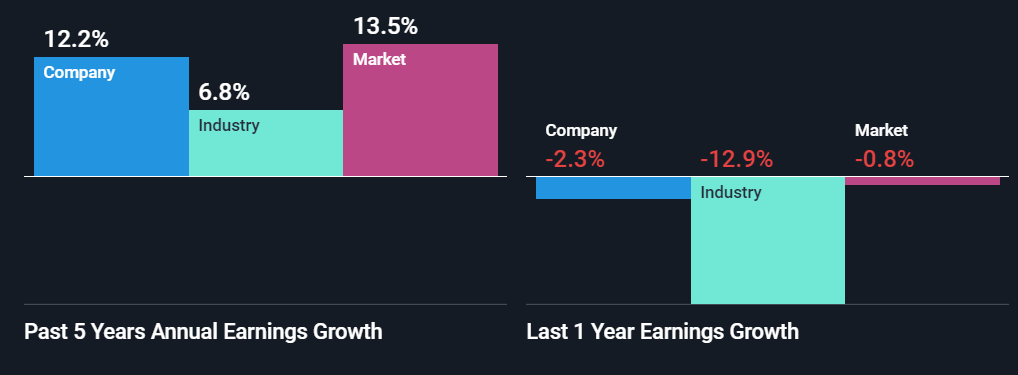 12.2%
Company
6.8%
Industry
13.5%
Market
Past 5 Years Annual Earnings Growth
Company
-2.3%
-12.9%
Industry
Market
-0.8%
Last 1 Year Earnings Growth